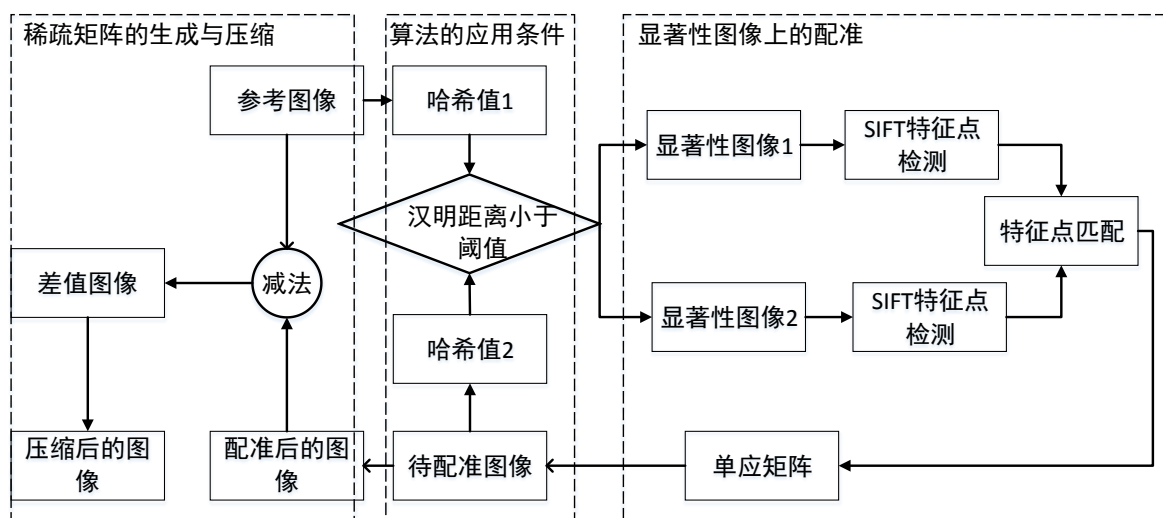 稀疏矩阵的生成与压缩
算法的应用条件
显著性图像上的配准
参考图像
哈希值1
显著性图像1
SIFT特征点
检测
汉明距离小于
阈值
特征点匹配
差值图像
减法
哈希值2
显著性图像2
SIFT特征点
检测
压缩后的图
像
配准后的图
像
待配准图像
单应矩阵